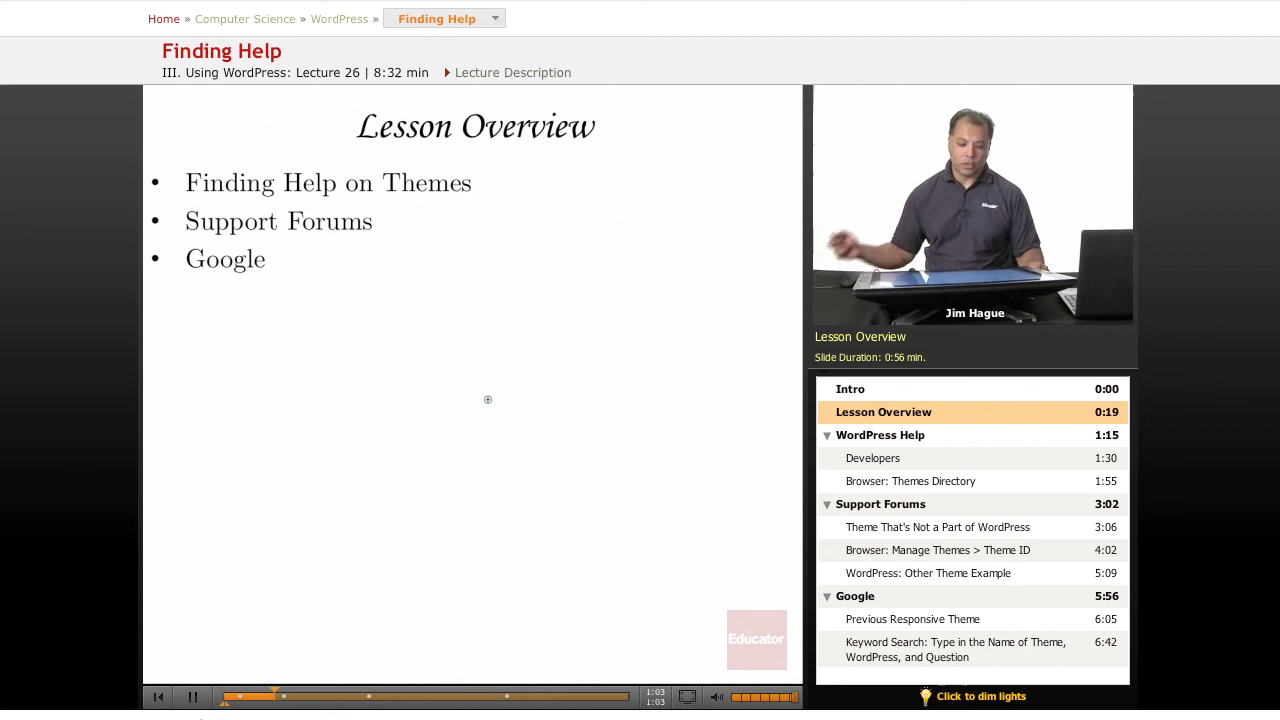 Home » Computer Science » WordPress » Finding Help
Finding Help
III. Using WordPress: Lecture 26 | 8:32 min Lecture Description
Lesson Overview
• Finding Help on Themes
• Support Forums
• Google
Educator
Educator
Jim Hague
Lesson Overview
Slide Duration: 0:56 min.
Intro 0:00
Lesson Overview 0:19
WordPress Help 1:15
Developers 1:30
Browser: Themes Directory 1:55
Support Forums 3:02
Theme That's Not a Part of WordPress 3:06
Browser: Manage Themes > Theme ID 4:02
WordPress: Other Theme Example 5:09
Google 5:56
Previous Responsive Theme 6:05
Keyword Search: Type in the Name of Theme, 6:42
WordPress, and Question
1:03
1:03
Click to dim lights